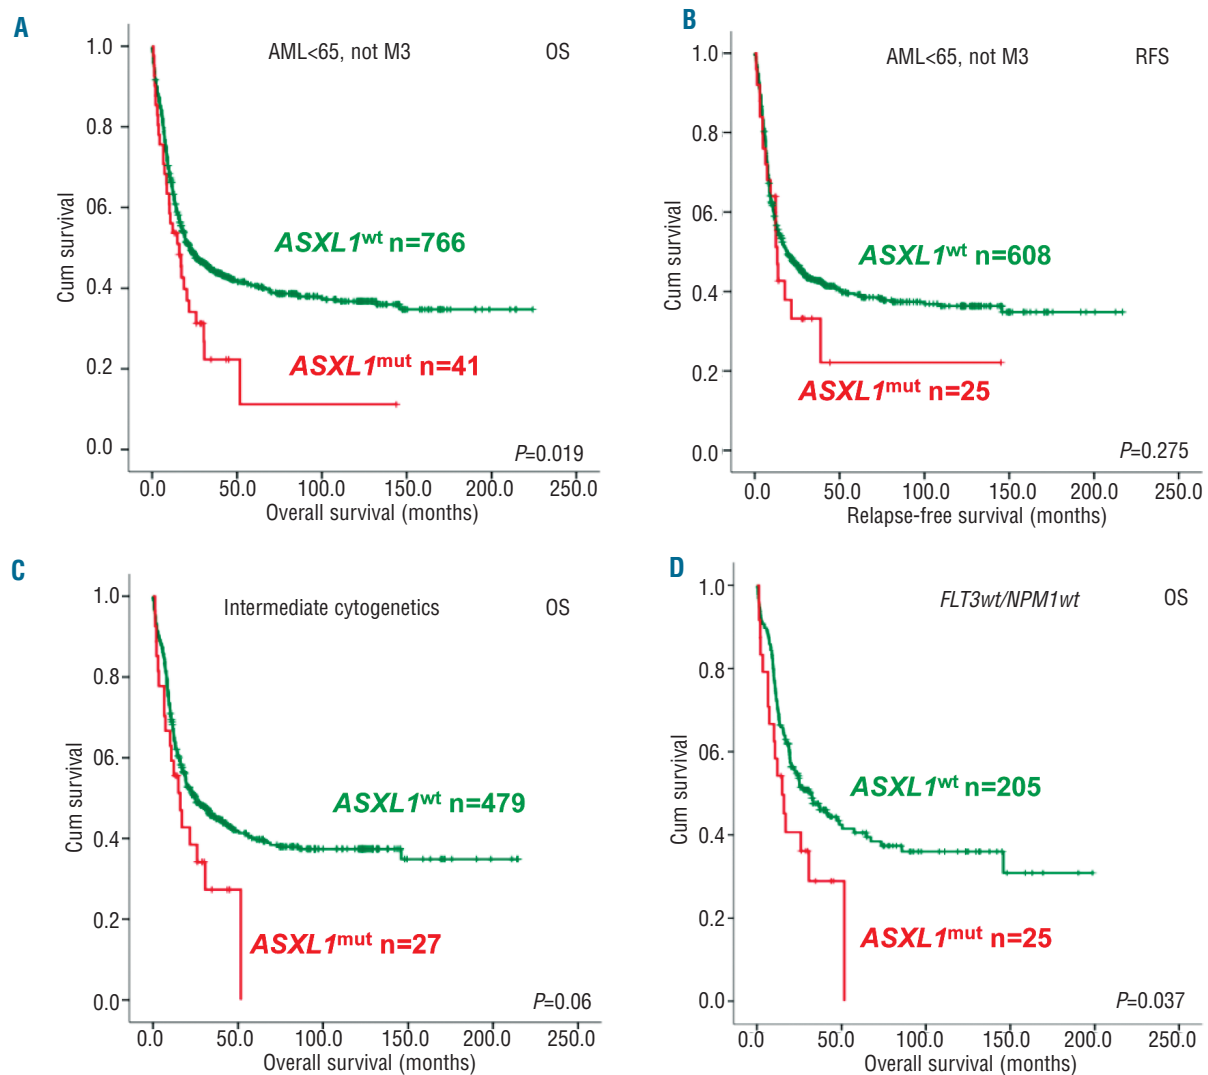 A
AML<65, not M3
OS
1.0
0.8
06.
0.4
0.2
0.0
Cum survival
ASXL1wt n=766
ASXL1mut n=41
P=0.019
0.0 50.0 100.0 150.0 200.0 250.0
Overall survival (months)
B
AML<65, not M3
RFS
1.0
0.8
06.
0.4
0.2
0.0
Cum survival
ASXL1wt n=608
ASXL1mut n=25
P=0.275
0.0 50.0 100.0 150.0 200.0 250.0
Relapse-free survival (months)
C
Intermediate cytogenetics
OS
1.0
0.8
06.
0.4
0.2
0.0
Cum survival
ASXL1wt n=479
ASXL1mut n=27
P=0.06
0.0 50.0 100.0 150.0 200.0 250.0
Overall survival (months)
D
FLT3wt/NPM1wt
OS
1.0
0.8
06.
0.4
0.2
0.0
Cum survival
ASXL1wt n=205
ASXL1mut n=25
P=0.037
0.0 50.0 100.0 150.0 200.0 250.0
Overall survival (months)